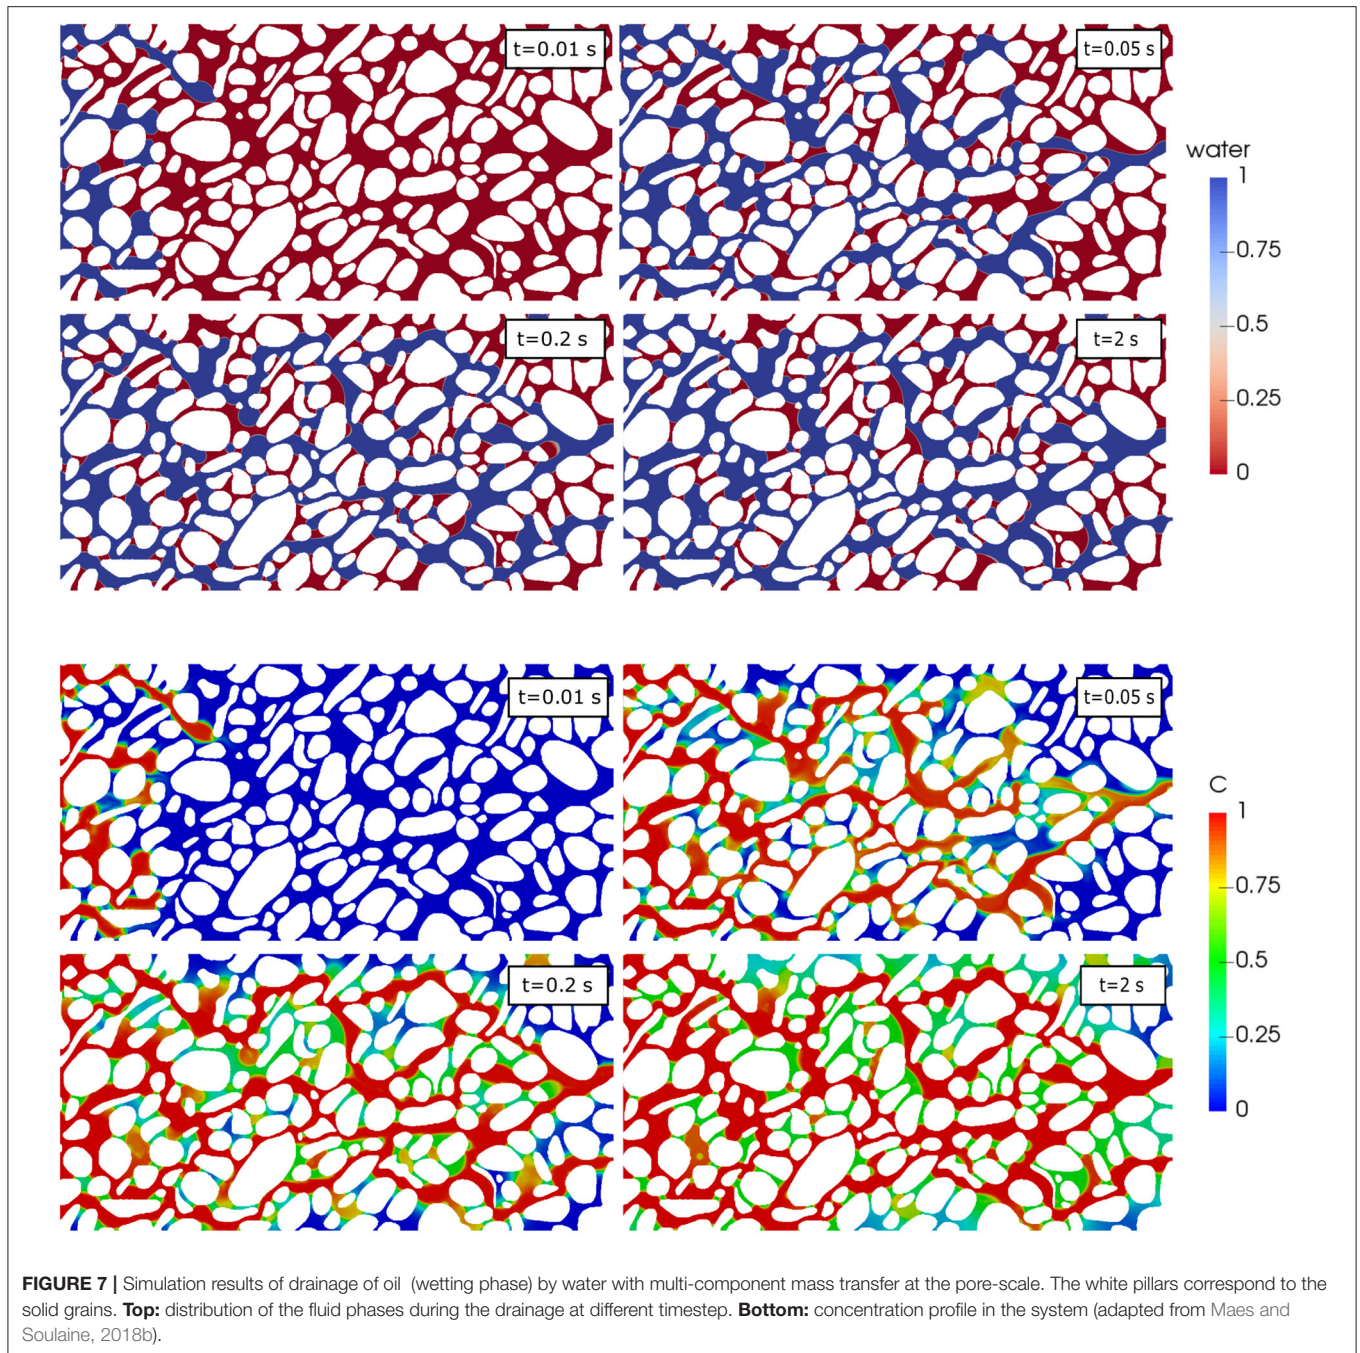 t=0.01 s
t=0.05 s
water
1
0.75
0.5
0.25
0
t=0.2 s
t=2 s
t=0.01 s
t=0.05 s
C
1
0.75
0.5
0.25
0
t=0.2 s
t=2 s
FIGURE 7 | Simulation results of drainage of oil (wetting phase) by water with multi-component mass transfer at the pore-scale. The white pillars correspond to the
solid grains. Top: distribution of the fluid phases during the drainage at different timestep. Bottom: concentration profile in the system (adapted from Maes and
Soulaine, 2018b).